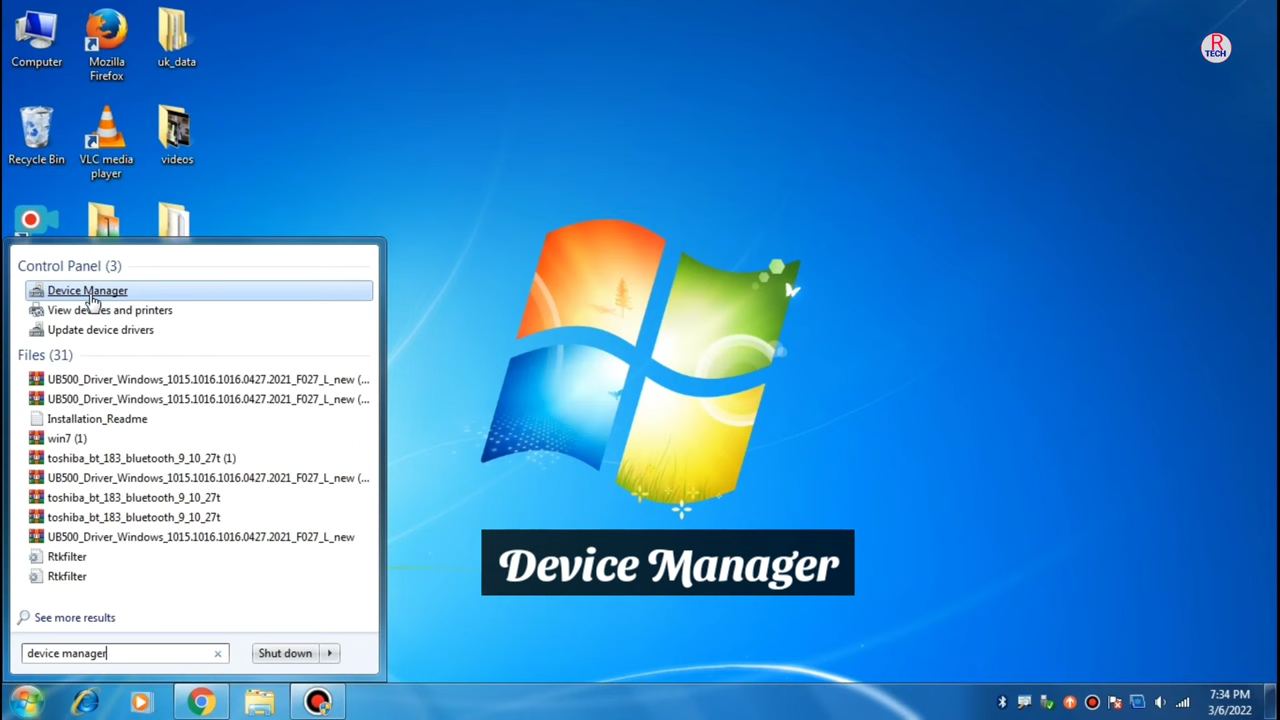 Computer
Mozilla
Firefox
uk_data
R
TECH
Recycle Bin
VLC media
player
videos
Control Panel (3)
Device Manager
View devices and printers
Update device drivers
Files (31)
UB500_Driver_Windows_1015.1016.1016.0427.2021_F027_L_new (...
UB500_Driver_Windows_1015.1016.1016.0427.2021_F027_L_new (...
Installation_Readme
win7 (1)
toshiba_bt_183_bluetooth_9_10_27t (1)
UB500_Driver_Windows_1015.1016.1016.0427.2021_F027_L_new (...
toshiba_bt_183_bluetooth_9_10_27t
toshiba_bt_183_bluetooth_9_10_27t
UB500_Driver_Windows_1015.1016.1016.0427.2021_F027_L_new
Rtkfilter
Rtkfilter
See more results
device manager
Shut down
Device Manager
7:34 PM
3/6/2022